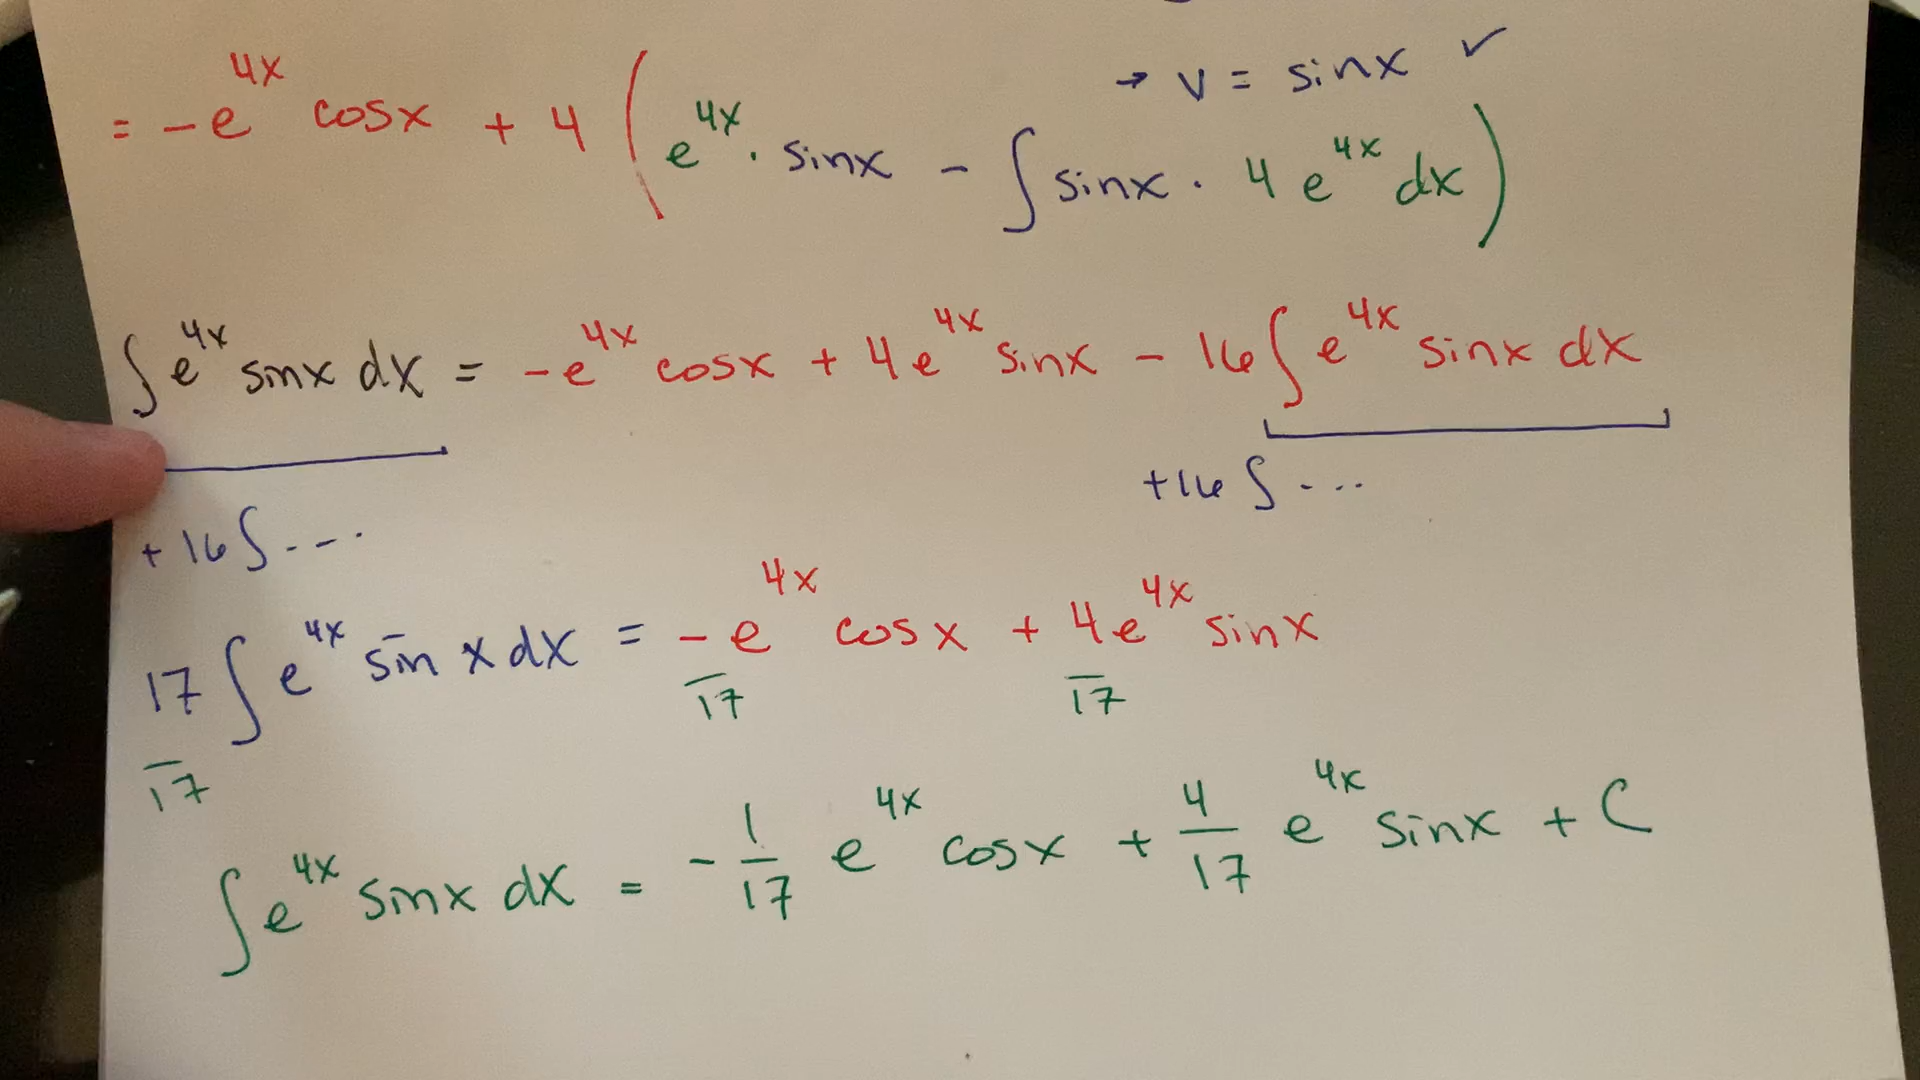 → v = sinx ✓
= -e^{4x} cosx + 4 ( e^{4x} · sinx - ∫ sinx · 4 e^{4x} dx )
∫ e^{4x} sinx dx = -e^{4x} cosx + 4e^{4x} sinx - 16 ∫ e^{4x} sinx dx
+16 ∫ ...
+16 ∫ ...
17 ∫ e^{4x} sin x dx = -e^{4x} cosx + 4e^{4x} sinx
17 17 17
∫ e^{4x} sinx dx = - 1/17 e^{4x} cosx + 4/17 e^{4x} sinx + C